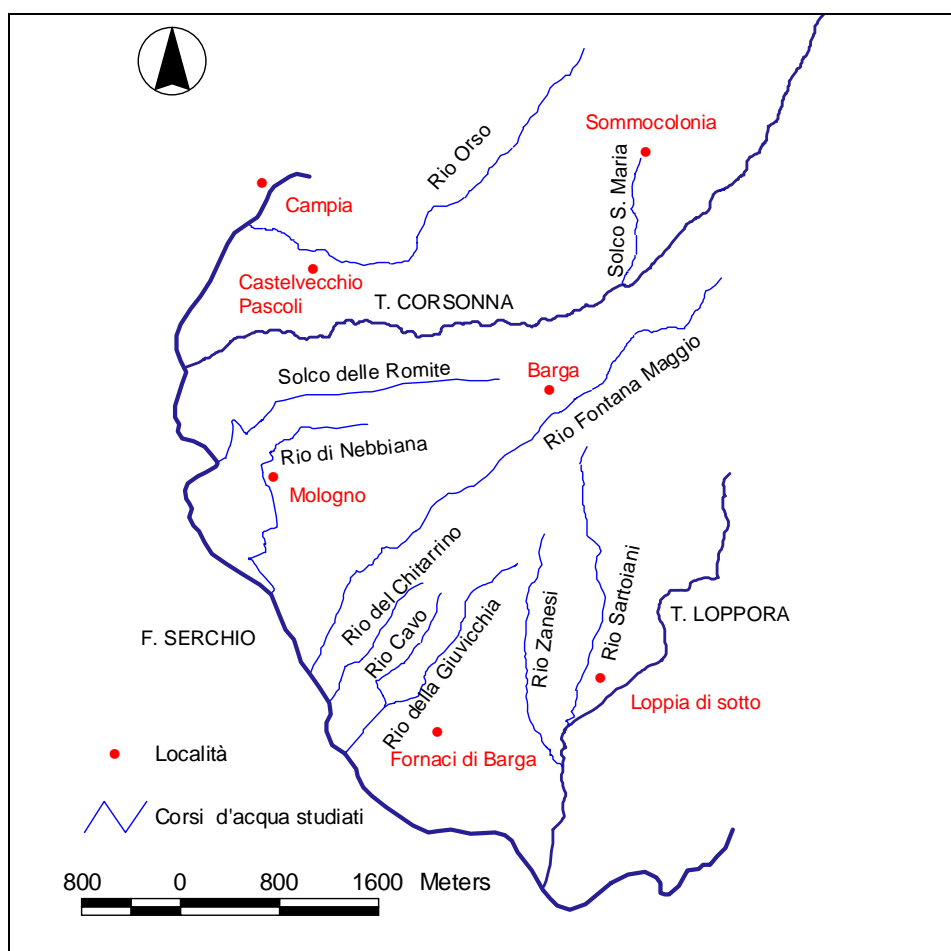 Rio Orso
Sommocolonia
Solco S. Maria
Campia
Castelvecchio
Pascoli
T. CORSONNA
Solco delle Romite
Barga
Rio Fontana Maggio
Rio di Nebbiana
Mologno
Rio del Chitarrino
Rio Cavo
Rio della Giuvicchia
Rio Zanesi
Rio Sartoiani
T. LOPPORA
F. SERCHIO
Loppia di sotto
Fornaci di Barga
Località
Corsi d'acqua studiati
800 0 800 1600 Meters